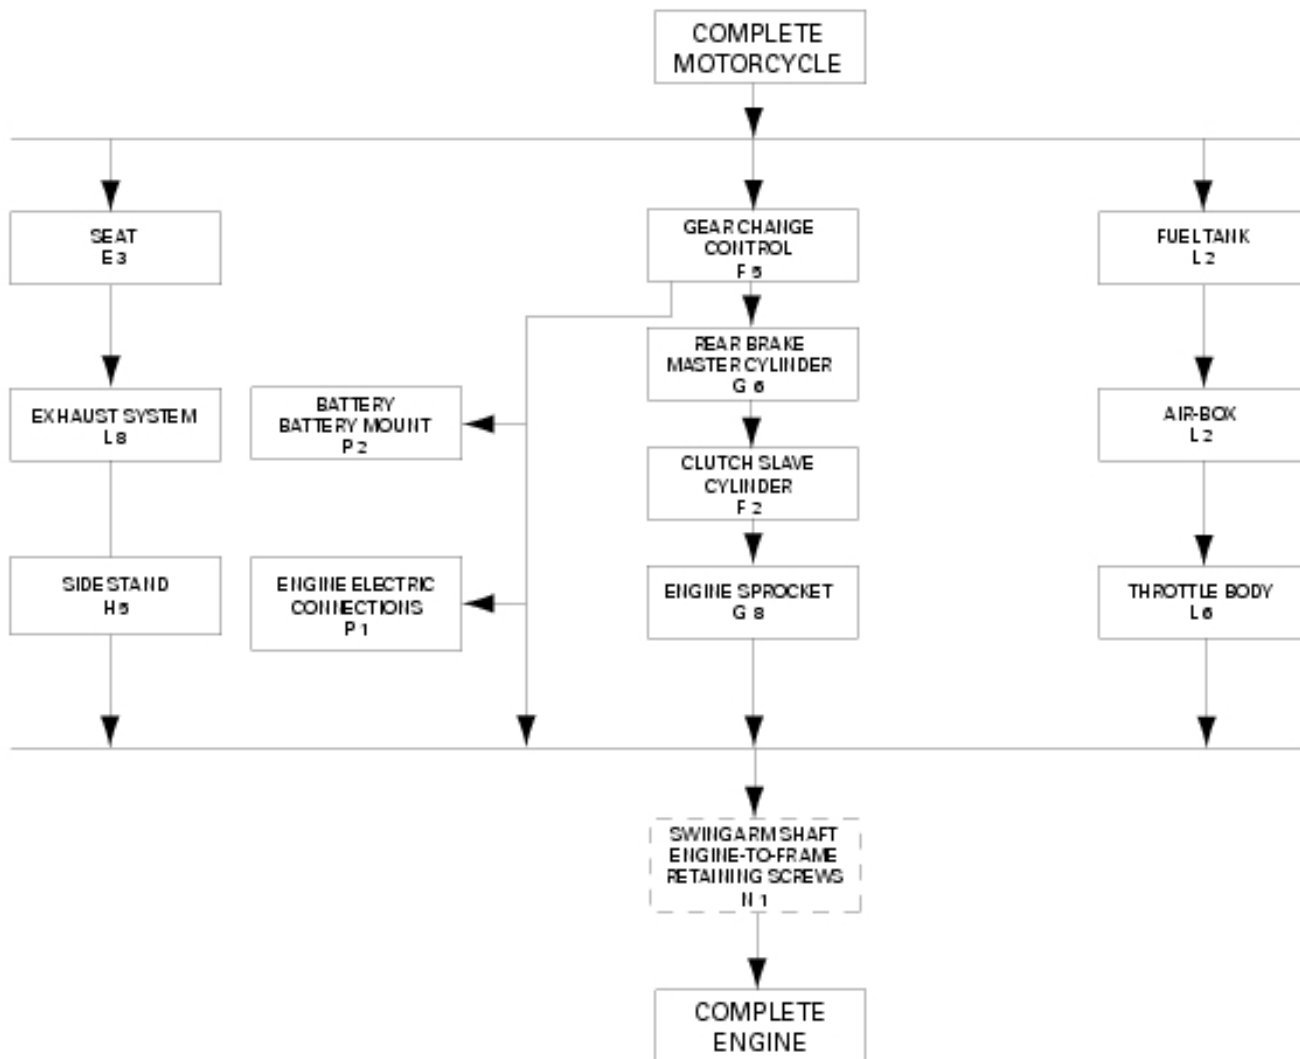 COMPLETE
MOTORCYCLE
SEAT
E 3
GEAR CHANGE
CONTROL
F 5
FUEL TANK
L 2
REAR BRAKE
MASTER CYLINDER
G 6
EXHAUST SYSTEM
L 8
BATTERY
BATTERY MOUNT
P 2
AIR-BOX
L 2
CLUTCH SLAVE
CYLINDER
F 2
SIDE STAND
H 5
ENGINE ELECTRIC
CONNECTIONS
P 1
ENGINE SPROCKET
G 8
THROTTLE BODY
L 6
SWINGARM SHAFT
ENGINE-TO-FRAME
RETAINING SCREWS
N 1
COMPLETE
ENGINE